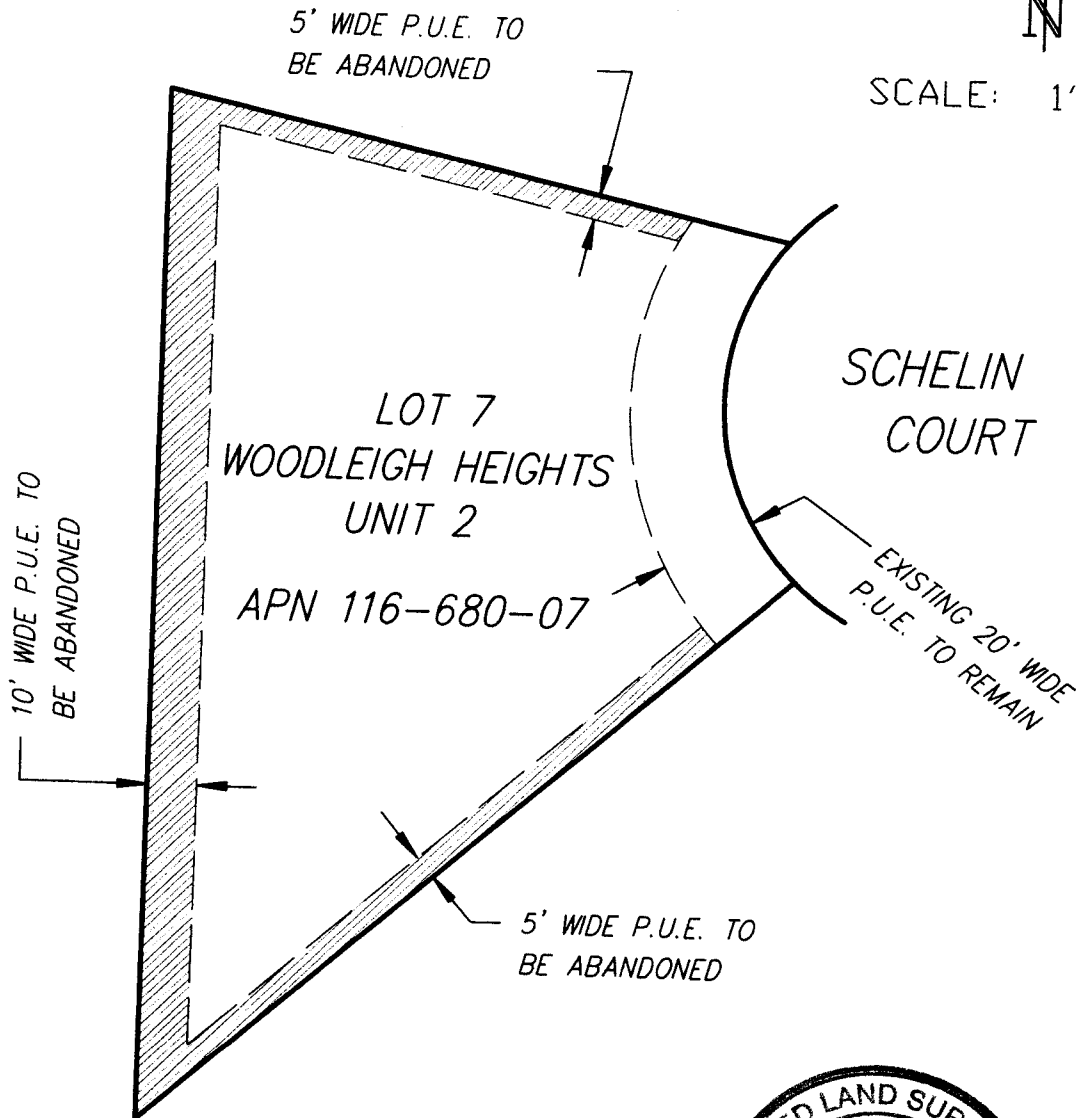 5' WIDE P.U.E. TO
BE ABANDONED
N
SCALE: 1'
SCHELIN
COURT
LOT 7
WOODLEIGH HEIGHTS
UNIT 2
APN 116-680-07
10' WIDE P.U.E. TO
BE ABANDONED
EXISTING 20' WIDE
P.U.E. TO REMAIN
5' WIDE P.U.E. TO
BE ABANDONED
LAND